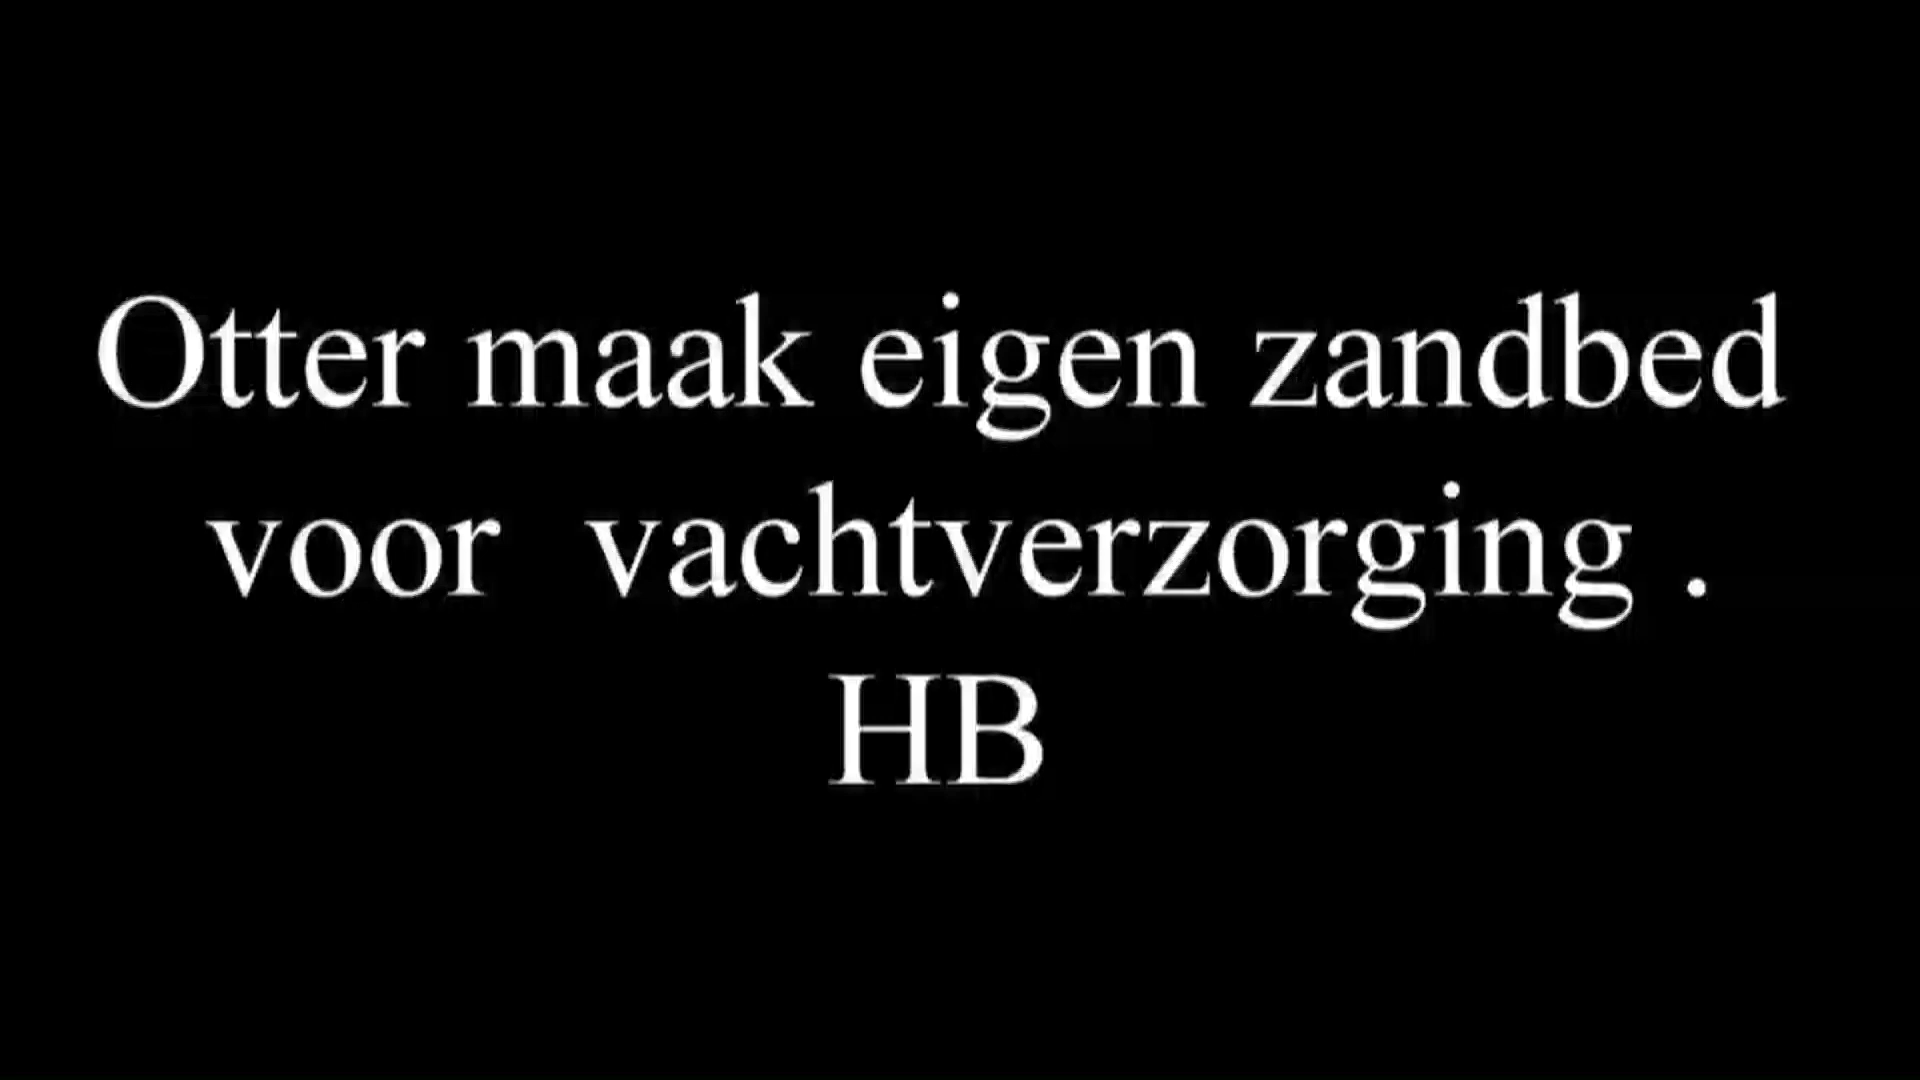 Otter maak eigen zandbed
voor vachtverzorging .
HB